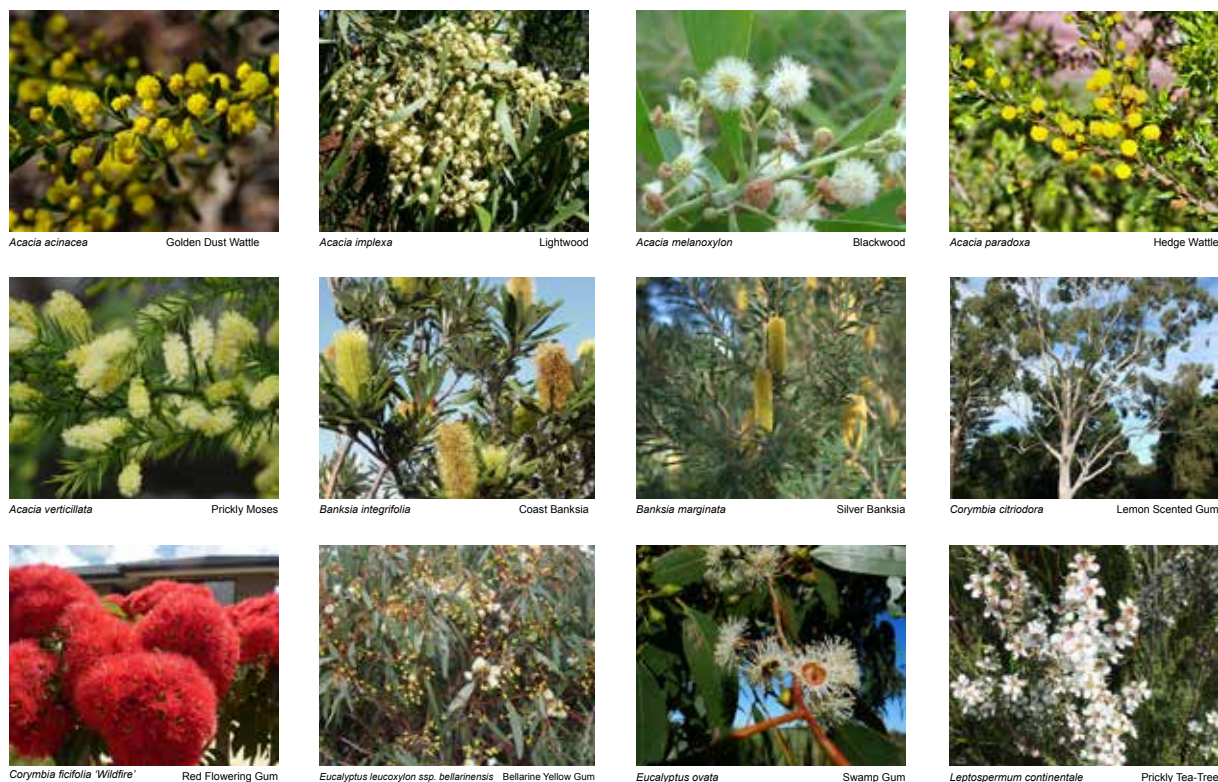 Acacia acinacea Golden Dust Wattle
Acacia implexa Lightwood
Acacia melanoxylon Blackwood
Acacia paradoxa Hedge Wattle
Acacia verticillata Prickly Moses
Banksia integrifolia Coast Banksia
Banksia marginata Silver Banksia
Corymbia citriodora Lemon Scented Gum
Corymbia ficifolia 'Wildfire' Red Flowering Gum
Eucalyptus leucoxylon ssp. bellarinensis Bellarine Yellow Gum
Eucalyptus ovata Swamp Gum
Leptospermum continentale Prickly Tea-Tree